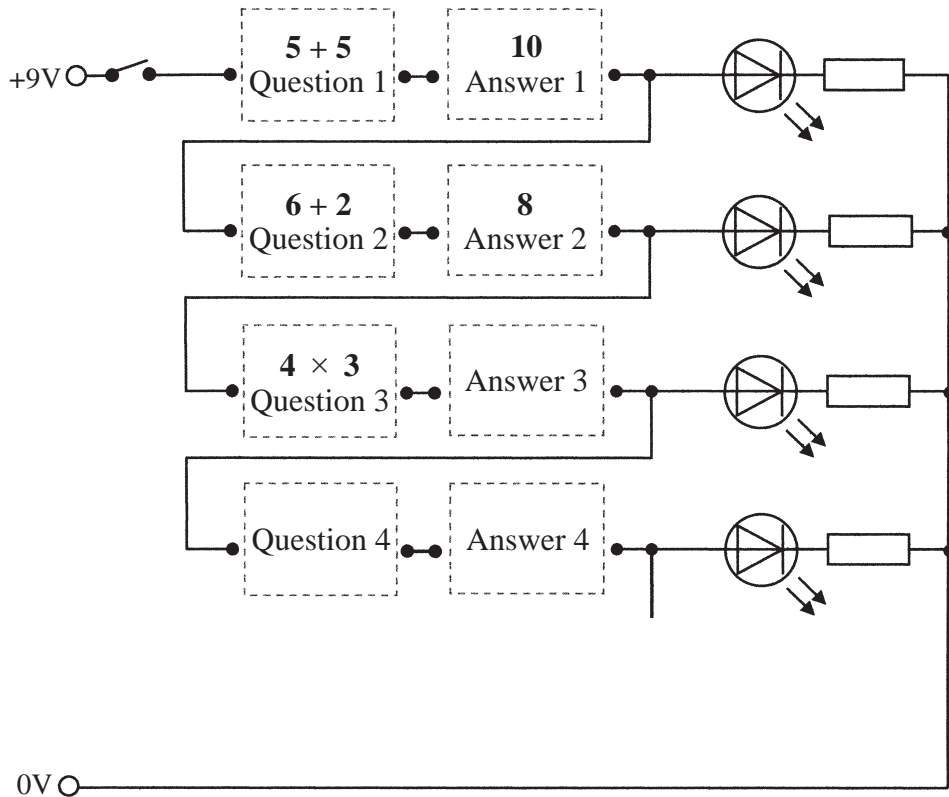 5 + 5
10
+9V
Question 1
Answer 1
6 + 2
8
Question 2
Answer 2
4 × 3
Question 3
Answer 3
Question 4
Answer 4
0V